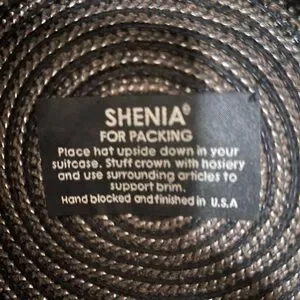 SHENIA®
FOR PACKING
Place hat upside down in your
suitcase. Stuff crown with hosiery
and use surrounding articles to
support brim.
Hand blocked and finished in U.S.A